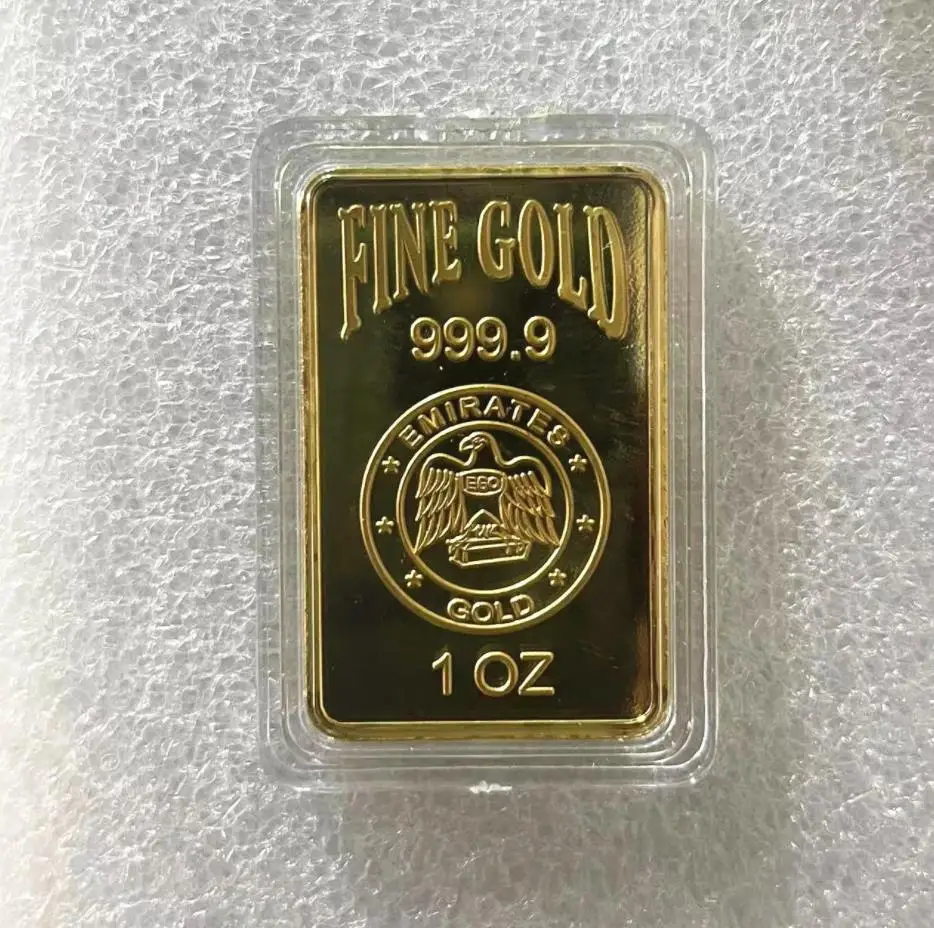 FINE GOLD
999.9
EMIRATES
EGO
GOLD
1 OZ